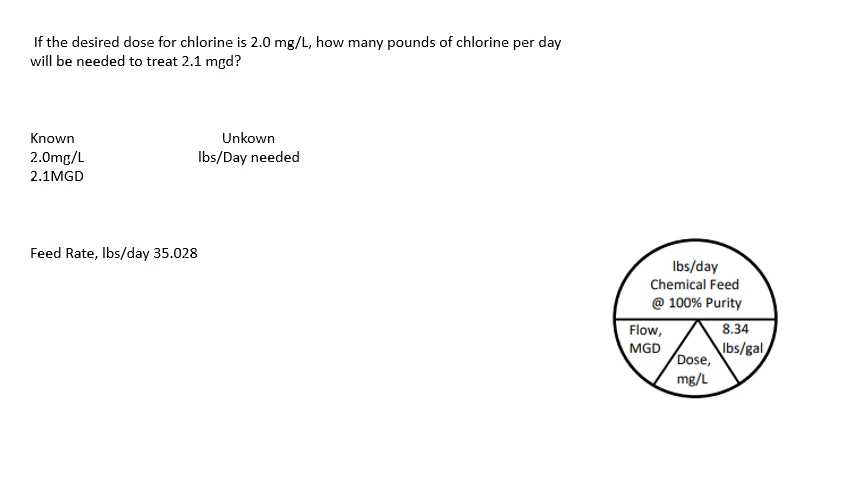 If the desired dose for chlorine is 2.0 mg/L, how many pounds of chlorine per day
will be needed to treat 2.1 mgd?
Known
Unkown
2.0mg/L
lbs/Day needed
2.1MGD
Feed Rate, lbs/day 35.028
lbs/day
Chemical Feed
@ 100% Purity
Flow,
MGD
Dose,
mg/L
8.34
lbs/gal